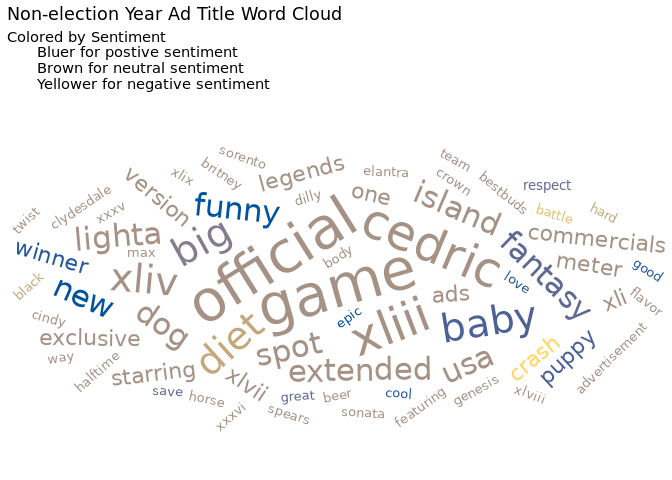 Non-election Year Ad Title Word Cloud
Colored by Sentiment
Bluer for postive sentiment
Brown for neutral sentiment
Yellower for negative sentiment
sorento
team
xlix
britney
legends
elantra
crown
bestbuds
respect
version
dilly
one
island
clydesdale
xxxv
funny
battle
hard
twist
lighta
big
official
cedric
commercials
winner
max
body
fantasy
meter
good
black
xliv
game
love
new
ads
xli
flavor
dog
epic
xliii
baby
cindy
exclusive
diet
spot
crash
puppy
advertisement
way
halftime
starring
xlvii
extended
usa
save
horse
great
beer
cool
featuring
genesis
xlviii
xxxvi
spears
sonata